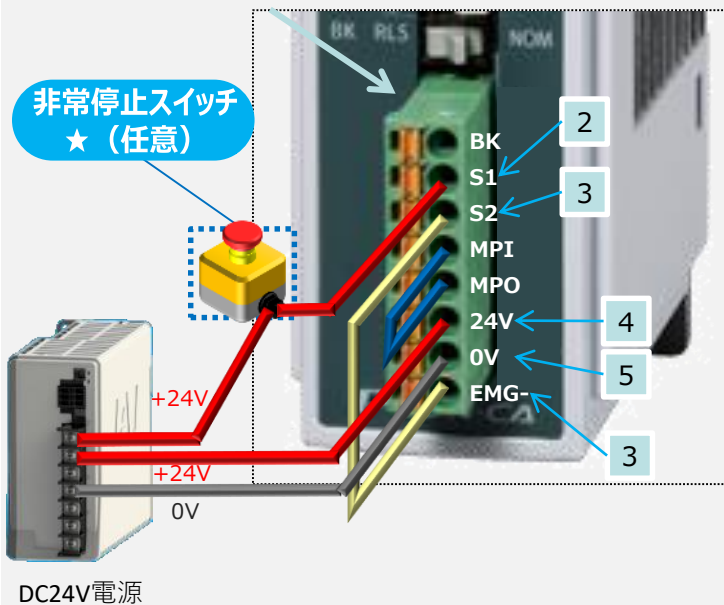 BK RLS NOM
非常停止スイッチ
★（任意）
BK
S1
S2
MPI
MPO
24V
0V
EMG-
CA
2
3
4
5
3
+24V
+24V
0V
DC24V電源